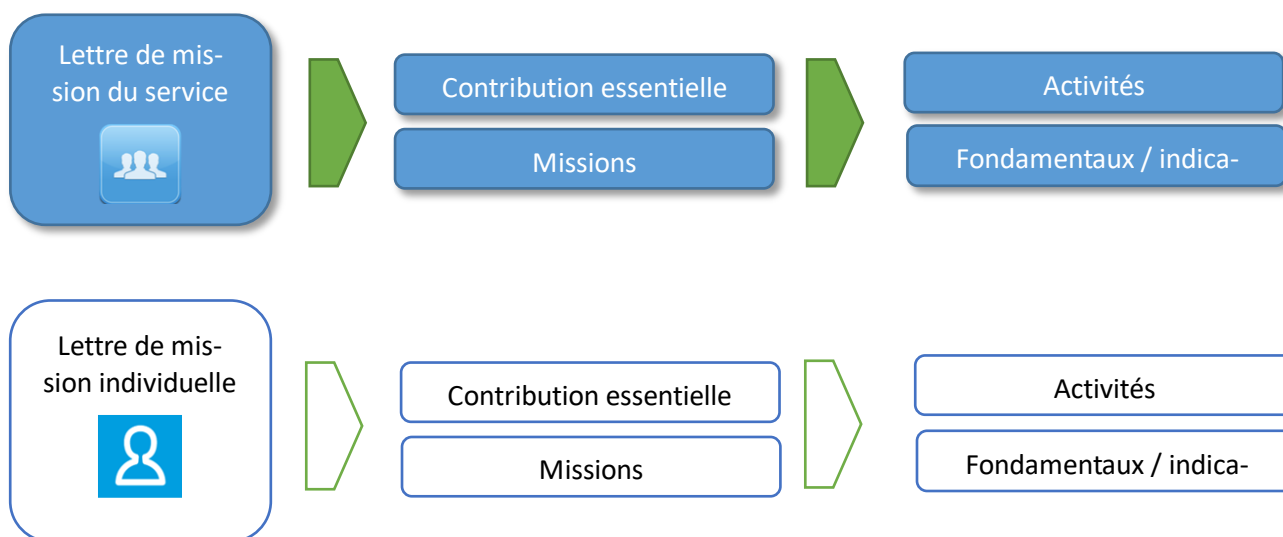 Lettre de mis-
sion du service
Contribution essentielle
Missions
Activités
Fondamentaux / indica-
Lettre de mis-
sion individuelle
Contribution essentielle
Missions
Activités
Fondamentaux / indica-